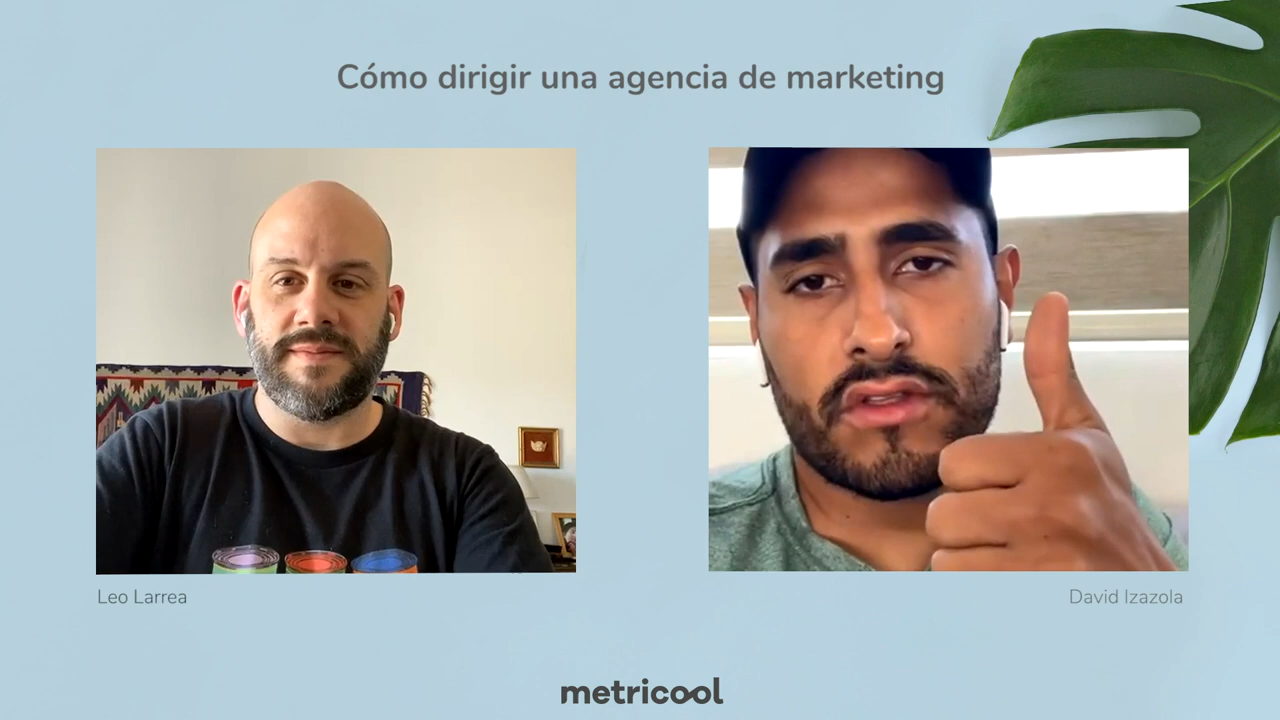 Cómo dirigir una agencia de marketing
Leo Larrea
David Izazola
metricool